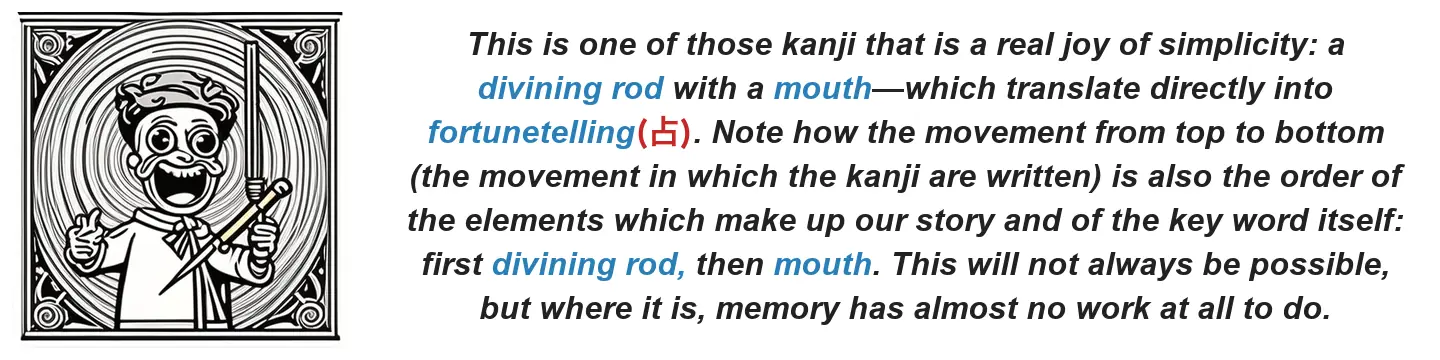 This is one of those kanji that is a real joy of simplicity: a
divining rod with a mouth—which translate directly into
fortunetelling(占). Note how the movement from top to bottom
(the movement in which the kanji are written) is also the order of
the elements which make up our story and of the key word itself:
first divining rod, then mouth. This will not always be possible,
but where it is, memory has almost no work at all to do.